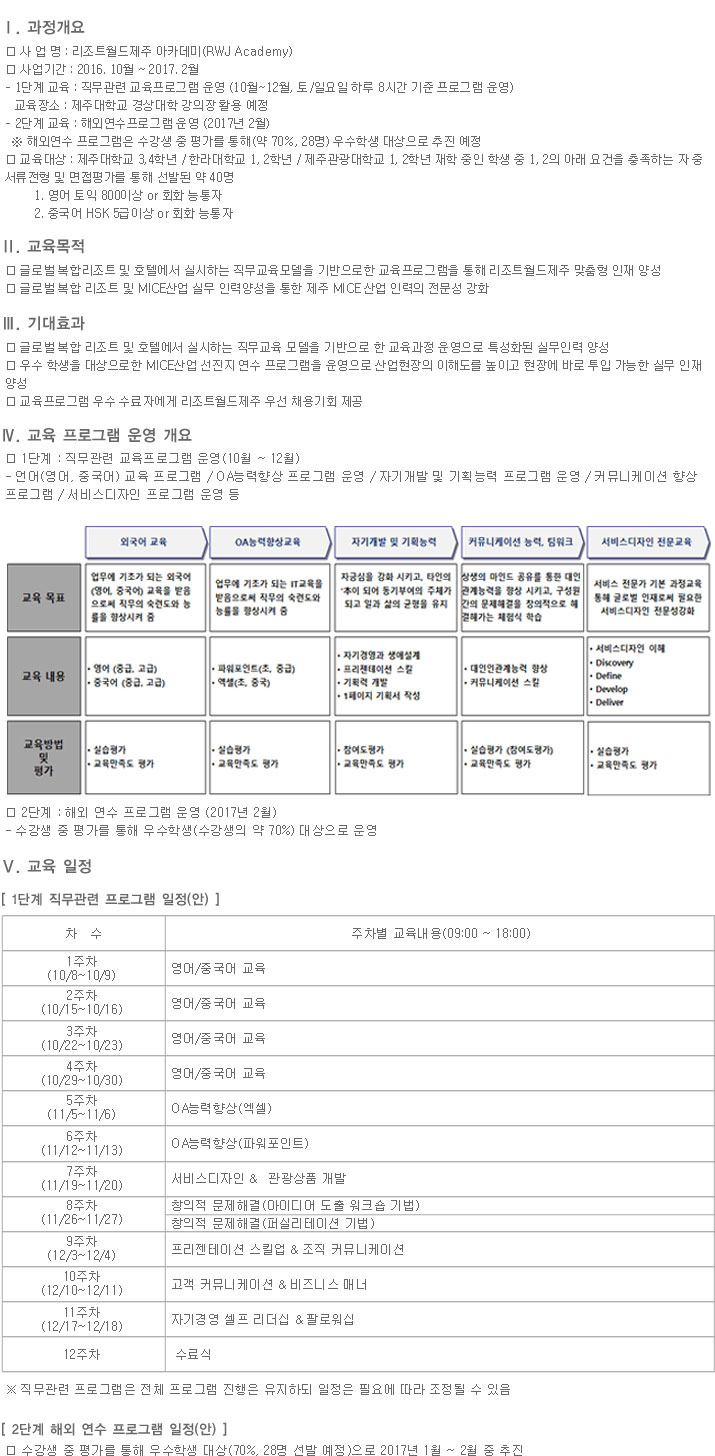 Ⅰ. 과정개요
□ 사 업 명 : 리조트월드제주 아카데미(RWJ Academy)
□ 사업기간 : 2016. 10월 ~ 2017. 2월
- 1단계 교육 : 직무관련 교육프로그램 운영 (10월~12월, 토/일요일 하루 8시간 기준 프로그램 운영)
교육장소 : 제주대학교 경상대학 강의장 활용 예정
- 2단계 교육 : 해외연수프로그램 운영 (2017년 2월)
※ 해외연수 프로그램은 수강생 중 평가를 통해(약 70%, 28명) 우수학생 대상으로 추진 예정
□ 교육대상 : 제주대학교 3,4학년 / 한라대학교 1, 2학년 / 제주관광대학교 1, 2학년 재학 중인 학생 중 1, 2의 아래 요건을 충족하는 자 중
서류전형 및 면접평가를 통해 선발된 약 40명
1. 영어 토익 800이상 or 회화 능통자
2. 중국어 HSK 5급이상 or 회화 능통자
Ⅱ. 교육목적
□ 글로벌 복합리조트 및 호텔에서 실시하는 직무교육모델을 기반으로한 교육프로그램을 통해 리조트월드제주 맞춤형 인재 양성
□ 글로벌 복합 리조트 및 MICE산업 실무 인력양성을 통한 제주 MICE 산업 인력의 전문성 강화
Ⅲ. 기대효과
□ 글로벌 복합 리조트 및 호텔에서 실시하는 직무교육 모델을 기반으로 한 교육과정 운영으로 특성화된 실무인력 양성
□ 우수 학생을 대상으로한 MICE산업 선진지 연수 프로그램을 운영으로 산업현장의 이해도를 높이고 현장에 바로 투입 가능한 실무 인재
양성
□ 교육프로그램 우수 수료자에게 리조트월드제주 우선 채용기회 제공
Ⅳ. 교육 프로그램 운영 개요
□ 1단계 : 직무관련 교육프로그램 운영(10월 ~ 12월)
- 언어(영어, 중국어) 교육 프로그램 / OA능력향상 프로그램 운영 / 자기개발 및 기획능력 프로그램 운영 / 커뮤니케이션 향상
프로그램 / 서비스디자인 프로그램 운영 등
외국어 교육
OA능력향상교육
자기개발 및 기획능력
커뮤니케이션 능력, 팀워크
서비스디자인 전문교육
교육 목표
업무에 기초가 되는 외국어
(영어, 중국어) 교육을 받음
으로써 직무의 숙련도와 능
률을 향상시켜 줌
업무에 기초가 되는 IT교육을
받음으로써 직무의 숙련도와
능률을 향상시켜 줌
자긍심을 강화 시키고, 타인의
추이 되어 동기부여의 주체가
되고 일과 삶의 균형을 유지
상생의 마인드 공유를 통한 대인
관계능력을 향상 시키고, 구성원
간의 문제해결을 창의적으로 해
결해가는 체험식 학습
서비스 전문가 기본 과정교육
통해 글로벌 인재로써 필요한
서비스디자인 전문성강화
교육 내용
• 영어 (중급, 고급)
• 중국어 (중급, 고급)
• 파워포인트(초, 중급)
• 액셀(초, 중국)
• 자기경영과 생애설계
• 프리젠테이션 스킬
• 기획력 개발
• 1페이지 기획서 작성
• 대인인관계능력 향상
• 커뮤니케이션 스킬
• 서비스디자인 이해
• Discovery
• Define
• Develop
• Deliver
교육방법
및
평가
• 실습평가
• 교육만족도 평가
• 실습평가
• 교육만족도 평가
• 참여도평가
• 교육만족도 평가
• 실습평가 (참여도평가)
• 교육만족도 평가
• 실습평가
• 교육만족도 평가
□ 2단계 : 해외 연수 프로그램 운영 (2017년 2월)
- 수강생 중 평가를 통해 우수학생(수강생의 약 70%) 대상으로 운영
Ⅴ. 교육 일정
[ 1단계 직무관련 프로그램 일정(안) ]
차 수
주차별 교육내용(09:00 ~ 18:00)
1주차
(10/8~10/9)
영어/중국어 교육
2주차
(10/15~10/16)
영어/중국어 교육
3주차
(10/22~10/23)
영어/중국어 교육
4주차
(10/29~10/30)
영어/중국어 교육
5주차
(11/5~11/6)
OA능력향상(엑셀)
6주차
(11/12~11/13)
OA능력향상(파워포인트)
7주차
(11/19~11/20)
서비스디자인 & 관광상품 개발
8주차
(11/26~11/27)
창의적 문제해결(아이디어 도출 워크숍 기법)
창의적 문제해결(퍼실리테이션 기법)
9주차
(12/3~12/4)
프리젠테이션 스킬업 & 조직 커뮤니케이션
10주차
(12/10~12/11)
고객 커뮤니케이션 & 비즈니스 매너
11주차
(12/17~12/18)
자기경영 셀프 리더십 & 팔로워십
12주차
수료식
※ 직무관련 프로그램은 전체 프로그램 진행은 유지하되 일정은 필요에 따라 조정될 수 있음
[ 2단계 해외 연수 프로그램 일정(안) ]
□ 수강생 중 평가를 통해 우수학생 대상(70%, 28명 선발 예정)으로 2017년 1월 ~ 2월 중 추진